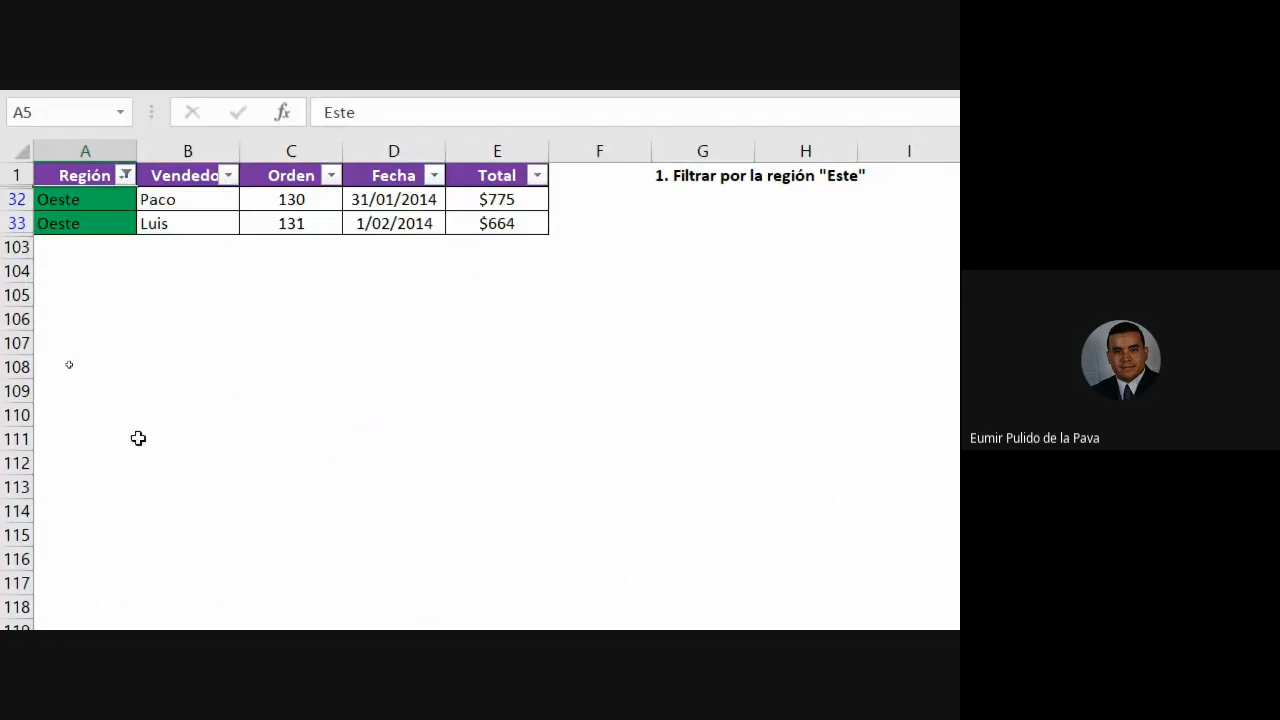 A5 fx Este
A B C D E F G H I
1 Región Vendedo Orden Fecha Total 1. Filtrar por la región "Este"
32 Oeste Paco 130 31/01/2014 $775
33 Oeste Luis 131 1/02/2014 $664
103
104
105
106
107
108
109
110
111
112
113
114
115
116
117
118
Eumir Pulido de la Pava